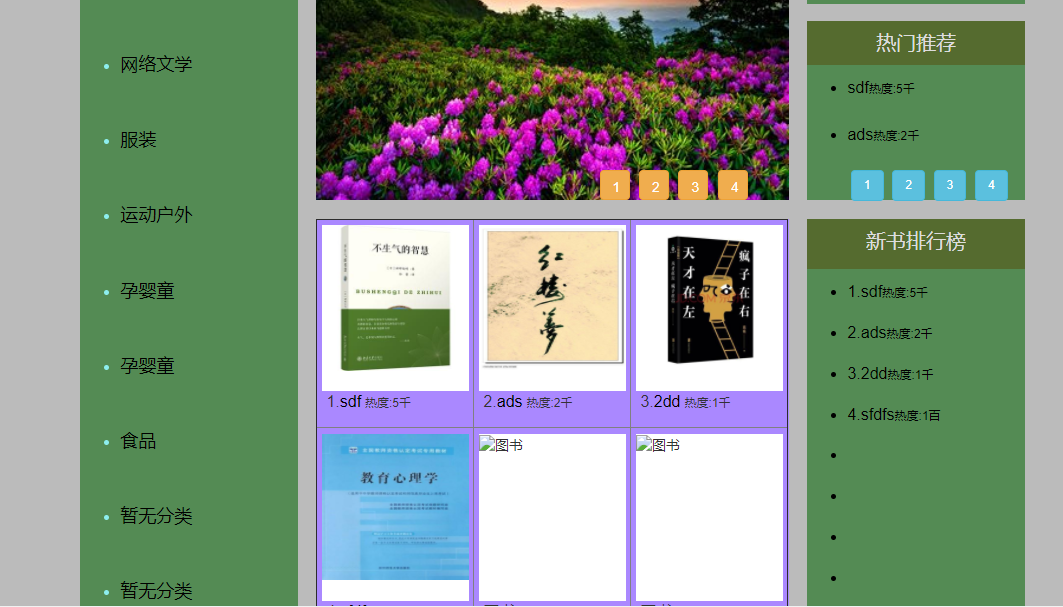 网络文学
服装
运动户外
孕婴童
孕婴童
食品
暂无分类
暂无分类
1 2 3 4
不生气的智慧
BUSHENGQI DE ZHIHUI
红楼梦
天才在左
疯子在右
1.sdf 热度:5千
2.ads 热度:2千
3.2dd 热度:1千
教育心理学
图书
图书
热门推荐
sdf热度:5千
ads热度:2千
1 2 3 4
新书排行榜
1.sdf热度:5千
2.ads热度:2千
3.2dd热度:1千
4.sfdfs热度:1百